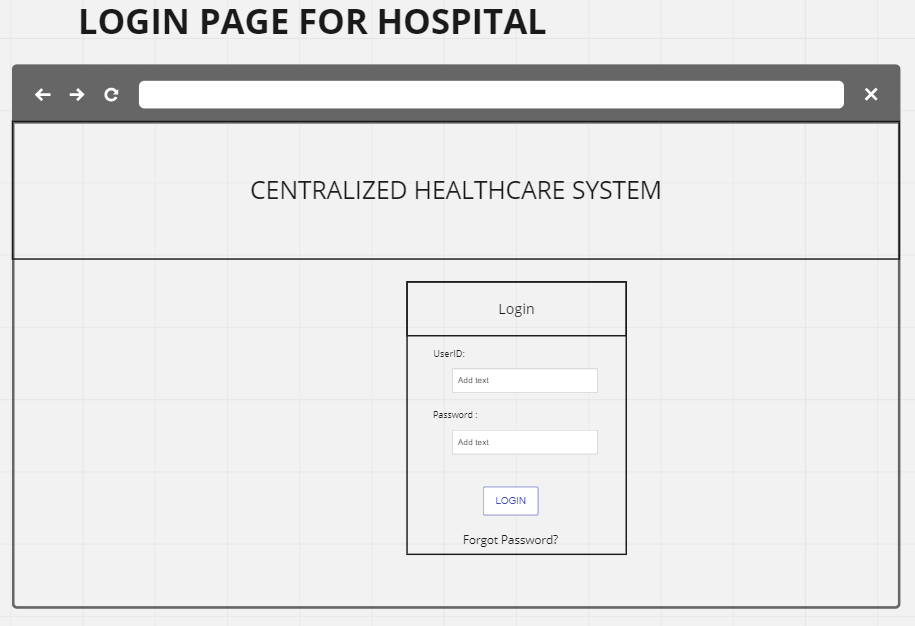 LOGIN PAGE FOR HOSPITAL
CENTRALIZED HEALTHCARE SYSTEM
Login
UserID:
Add text
Password :
Add text
LOGIN
Forgot Password?